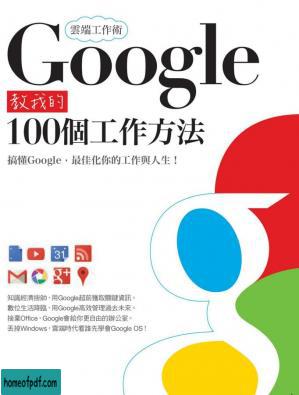 雲端工作術
Google
教我的
100個工作方法
搞懂Google，最佳化你的工作與人生！
31
g+
知識經濟掛帥，用Google超前獲取關鍵資訊。
數位生活降臨，用Google高效管理過去未來。
捨棄Office，Google會給你更自由的辦公室。
丟掉Windows，雲端時代看誰先學會Google OS！
homeofpdf.com